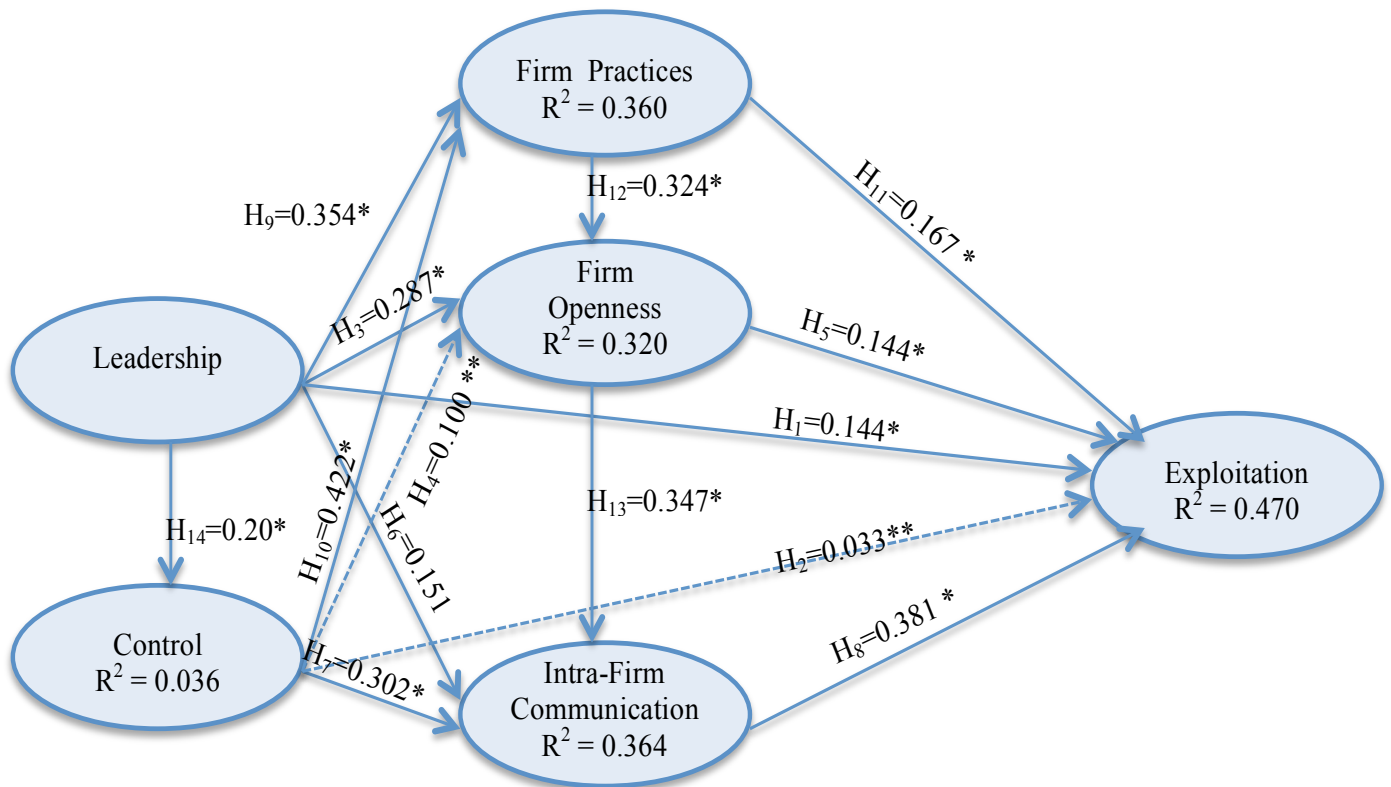 Firm Practices
R² = 0.360
H₁₂=0.324*
H₁₁=0.167 *
H₉=0.354*
Firm
Openness
R² = 0.320
H₃=0.287*
H₅=0.144*
Leadership
H₄=0.100 **
H₁=0.144*
H₁₀=0.422*
H₆=0.151
H₁₃=0.347*
Exploitation
R² = 0.470
H₁₄=0.20*
H₂=0.033**
Control
R² = 0.036
H₇=0.302*
H₈=0.381 *
Intra-Firm
Communication
R² = 0.364